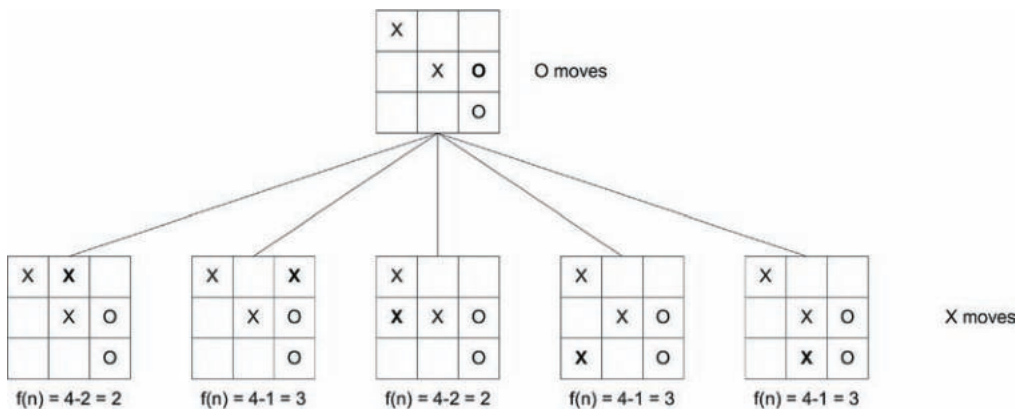 X
X O
O
O moves
X X
X O
O
X X
X O
O
X
X X O
O
X
X O
X O
X
X O
X O
X moves
f(n) = 4-2 = 2
f(n) = 4-1 = 3
f(n) = 4-2 = 2
f(n) = 4-1 = 3
f(n) = 4-1 = 3